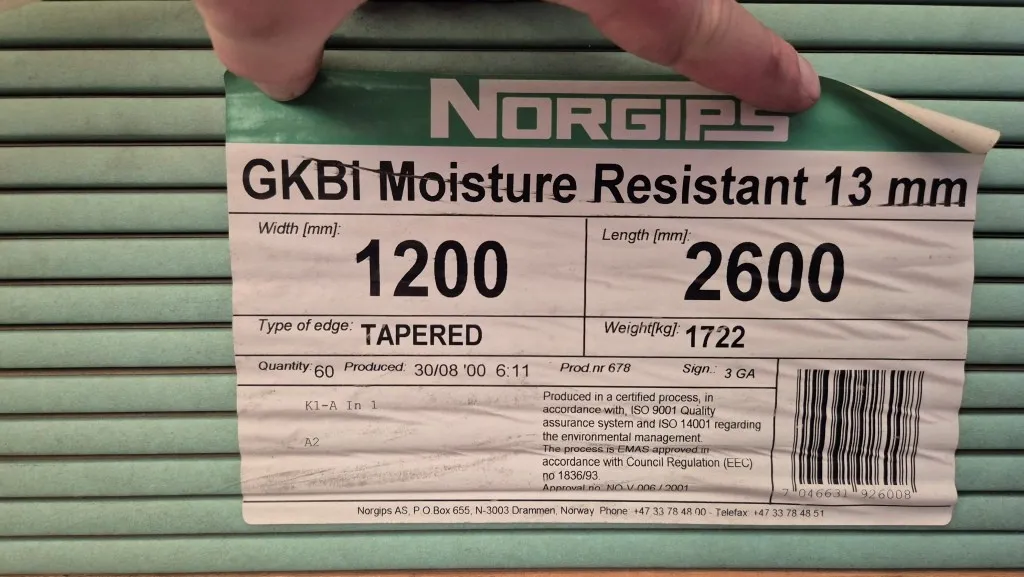 NORGIPS
GKBI Moisture Resistant 13 mm
Width [mm]:
1200
Length [mm]:
2600
Type of edge: TAPERED
Weight[kg]: 1722
Quantity: 60 Produced: 30/08 '00 6:11 Prod.nr 678 Sign.: 3 GA
K1-A In 1
A2
Produced in a certified process, in
accordance with, ISO 9001 Quality
assurance system and ISO 14001 regarding
the environmental management.
The process is EMAS approved in
accordance with Council Regulation (EEC)
no 1836/93.
Approval no: NO-V 006 / 2001
7 046631 926008
Norgips AS, P.O Box 655, N-3003 Drammen, Norway Phone: +47 33 78 48 00 - Telefax: +47 33 78 48 51